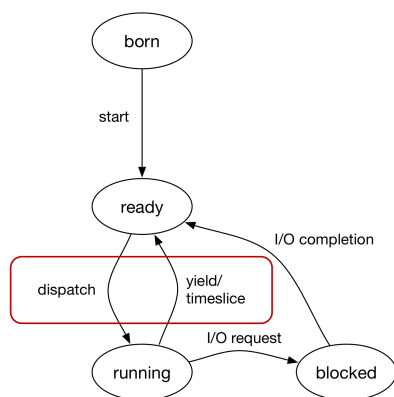 born
start
ready
I/O completion
dispatch
yield/
timeslice
I/O request
running
blocked